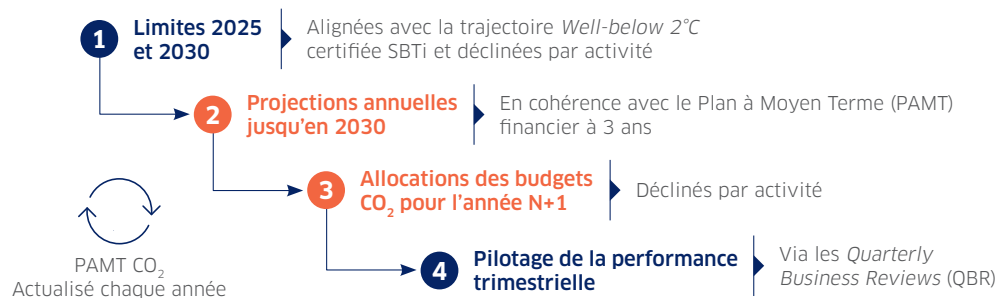 1
Limites 2025
et 2030
Alignées avec la trajectoire Well-below 2°C
certifiée SBTi et déclinées par activité
2
Projections annuelles
jusqu'en 2030
En cohérence avec le Plan à Moyen Terme (PAMT)
financier à 3 ans
3
Allocations des budgets
CO₂ pour l'année N+1
Déclinés par activité
4
Pilotage de la performance
trimestrielle
Via les Quarterly
Business Reviews (QBR)
PAMT CO₂
Actualisé chaque année